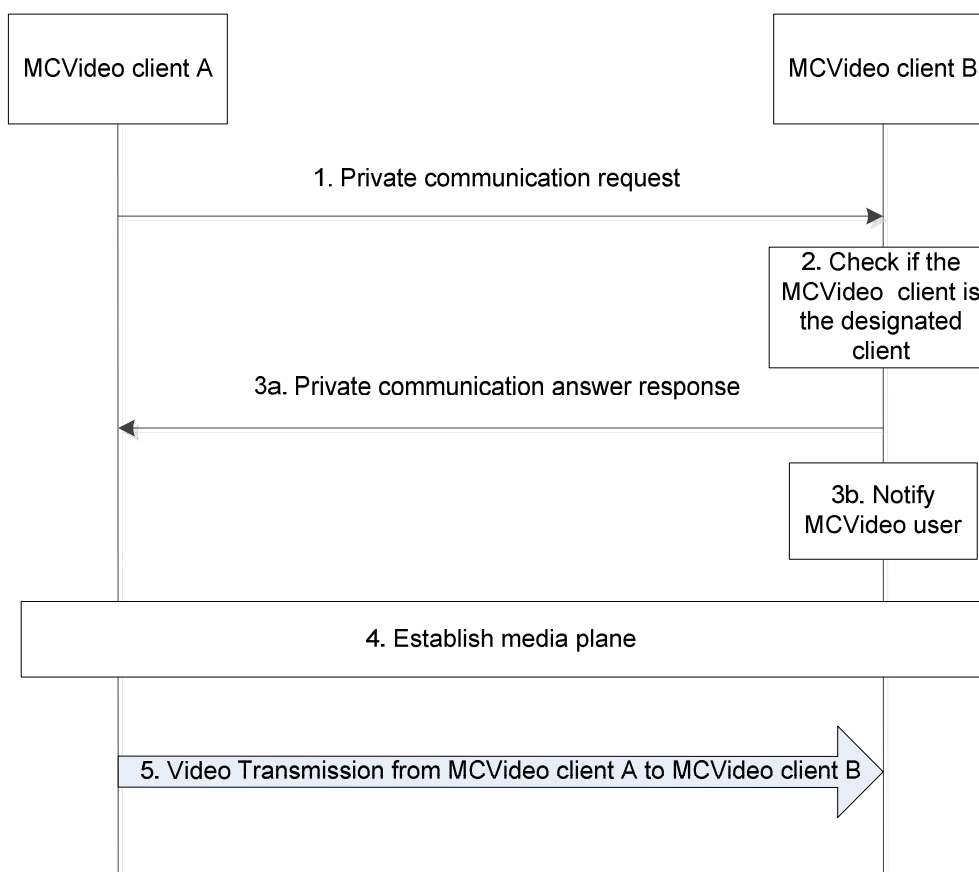 MCVideo client A
MCVideo client B
1. Private communication request
2. Check if the
MCVideo client is
the designated
client
3a. Private communication answer response
3b. Notify
MCVideo user
4. Establish media plane
5. Video Transmission from MCVideo client A to MCVideo client B